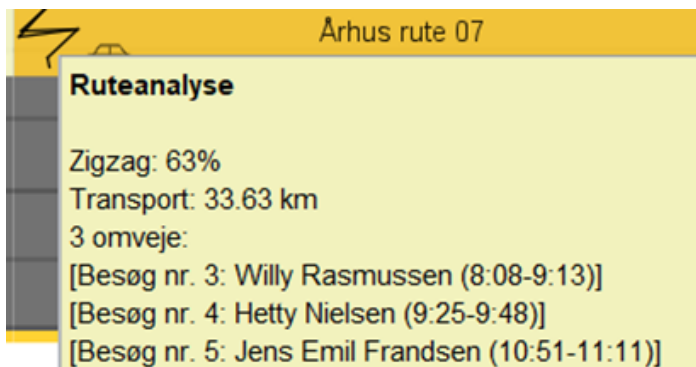 Århus rute 07
Ruteanalyse
Zigzag: 63%
Transport: 33.63 km
3 omveje:
[Besøg nr. 3: Willy Rasmussen (8:08-9:13)]
[Besøg nr. 4: Hetty Nielsen (9:25-9:48)]
[Besøg nr. 5: Jens Emil Frandsen (10:51-11:11)]